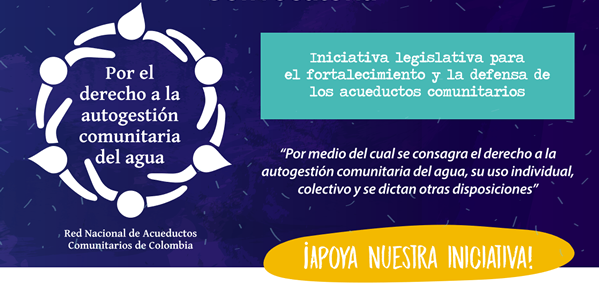 Por el
derecho a la
autogestión
comunitaria
del agua
Red Nacional de Acueductos
Comunitarios de Colombia
Iniciativa legislativa para
el fortalecimiento y la defensa de
los acueductos comunitarios
“Por medio del cual se consagra el derecho a la
autogestión comunitaria del agua, su uso individual,
colectivo y se dictan otras disposiciones”
¡APOYA NUESTRA INICIATIVA!